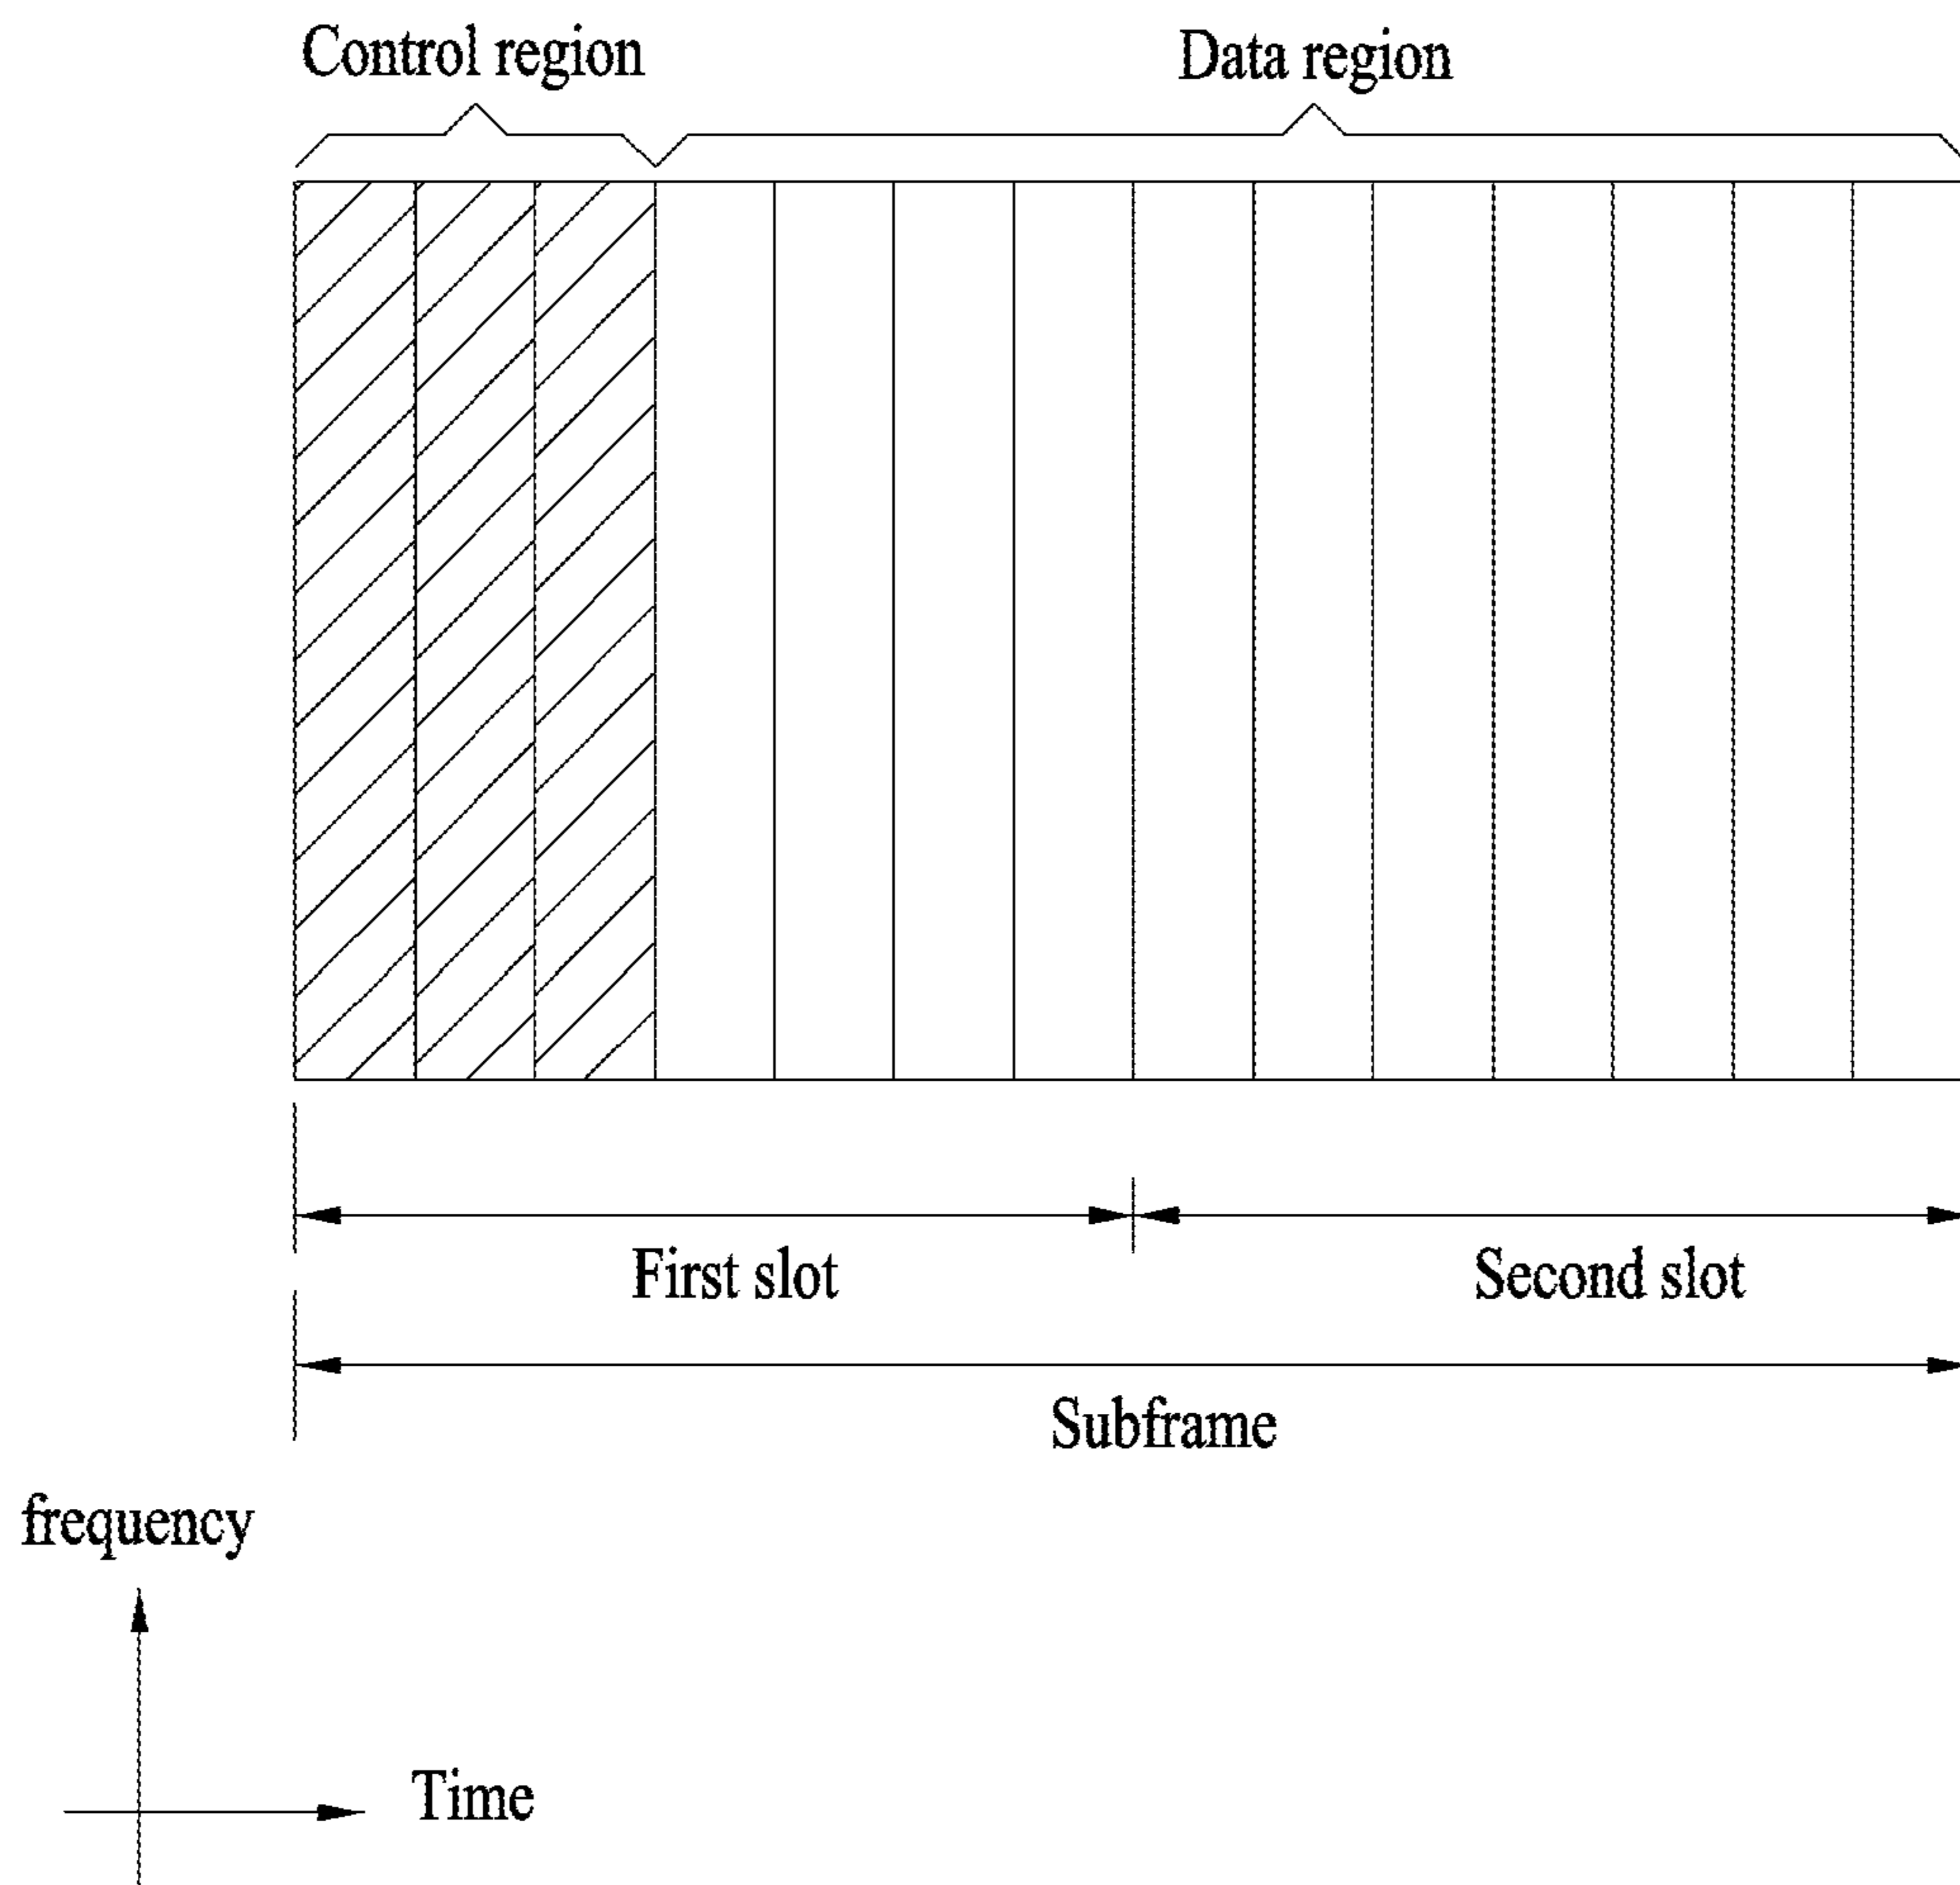 Control region
Data region
First slot
Second slot
Subframe
frequency
Time